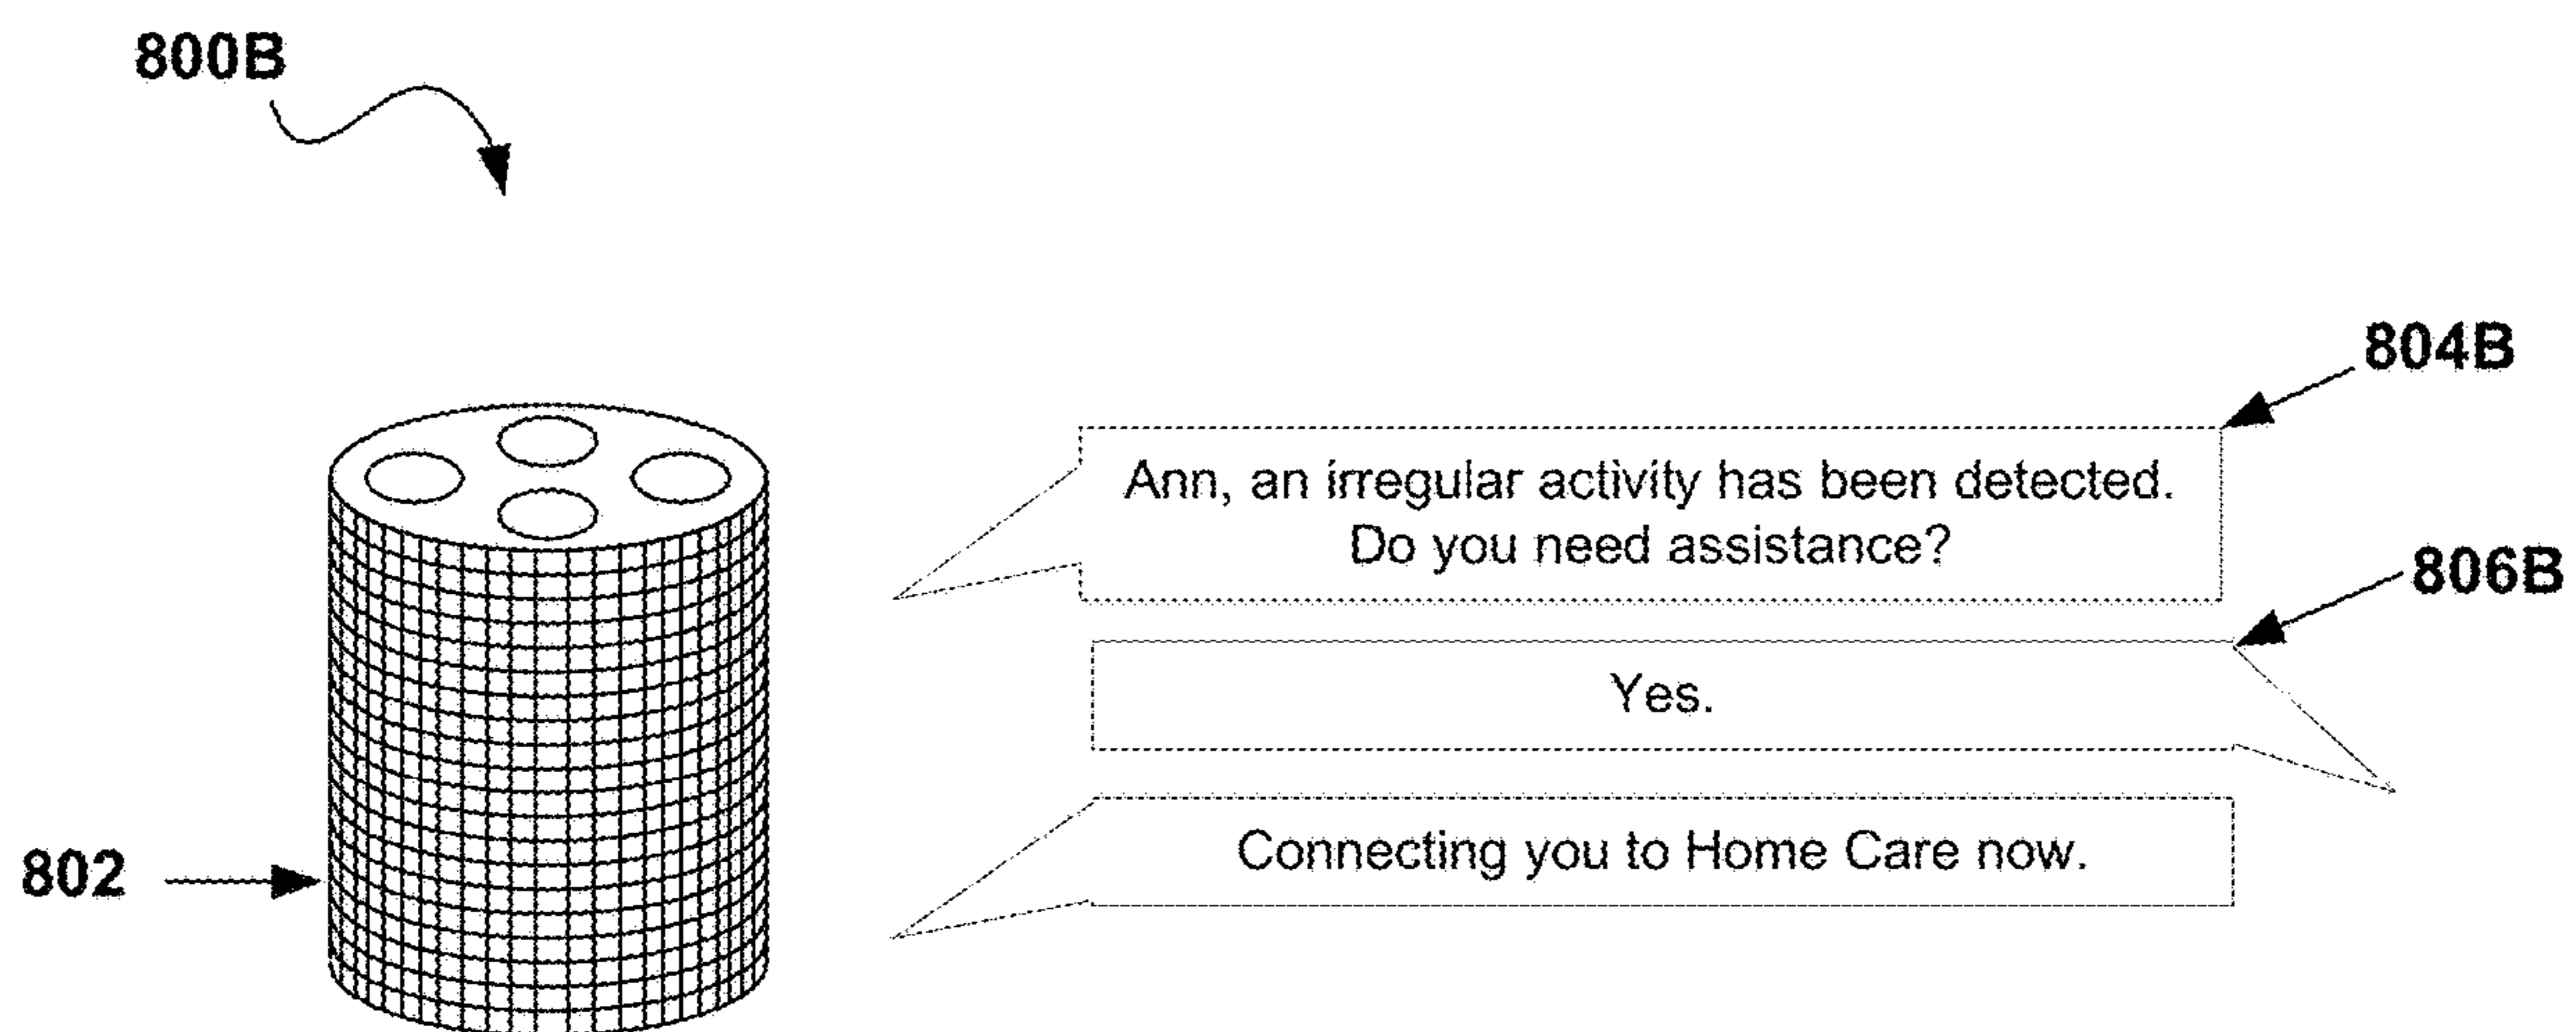 800B
804B
Ann, an irregular activity has been detected.
Do you need assistance?
806B
Yes.
802
Connecting you to Home Care now.